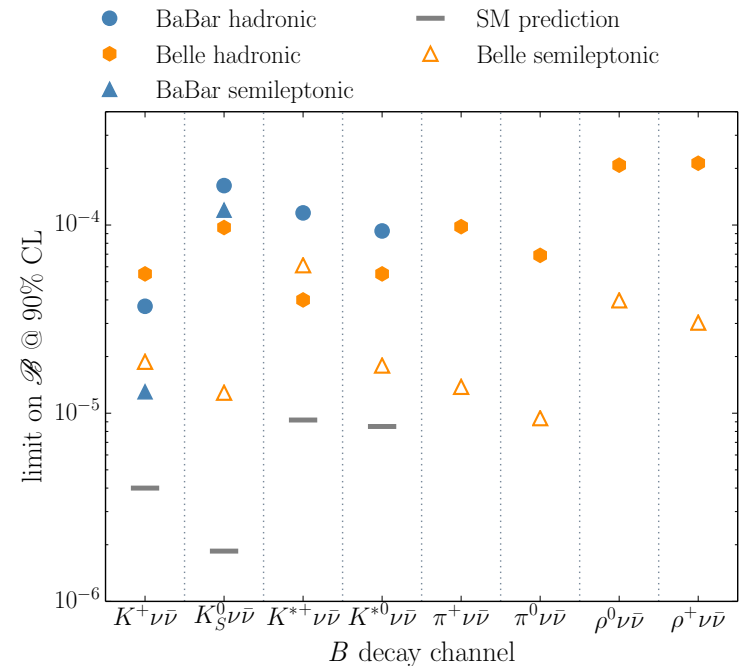 BaBar hadronic
Belle hadronic
BaBar semileptonic
SM prediction
Belle semileptonic
limit on ℬ @ 90% CL
10⁻⁴
10⁻⁵
10⁻⁶
K⁺νν̄ K⁰_Sνν̄ K*⁺νν̄ K*⁰νν̄ π⁺νν̄ π⁰νν̄ ρ⁰νν̄ ρ⁺νν̄
B decay channel